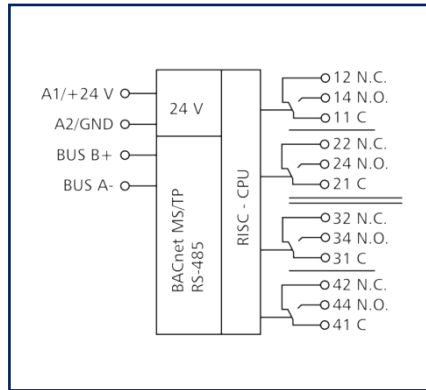 A1/+24 V
A2/GND
BUS B+
BUS A-
24 V
BACnet MS/TP
RS-485
RISC - CPU
12 N.C.
14 N.O.
11 C
22 N.C.
24 N.O.
21 C
32 N.C.
34 N.O.
31 C
42 N.C.
44 N.O.
41 C